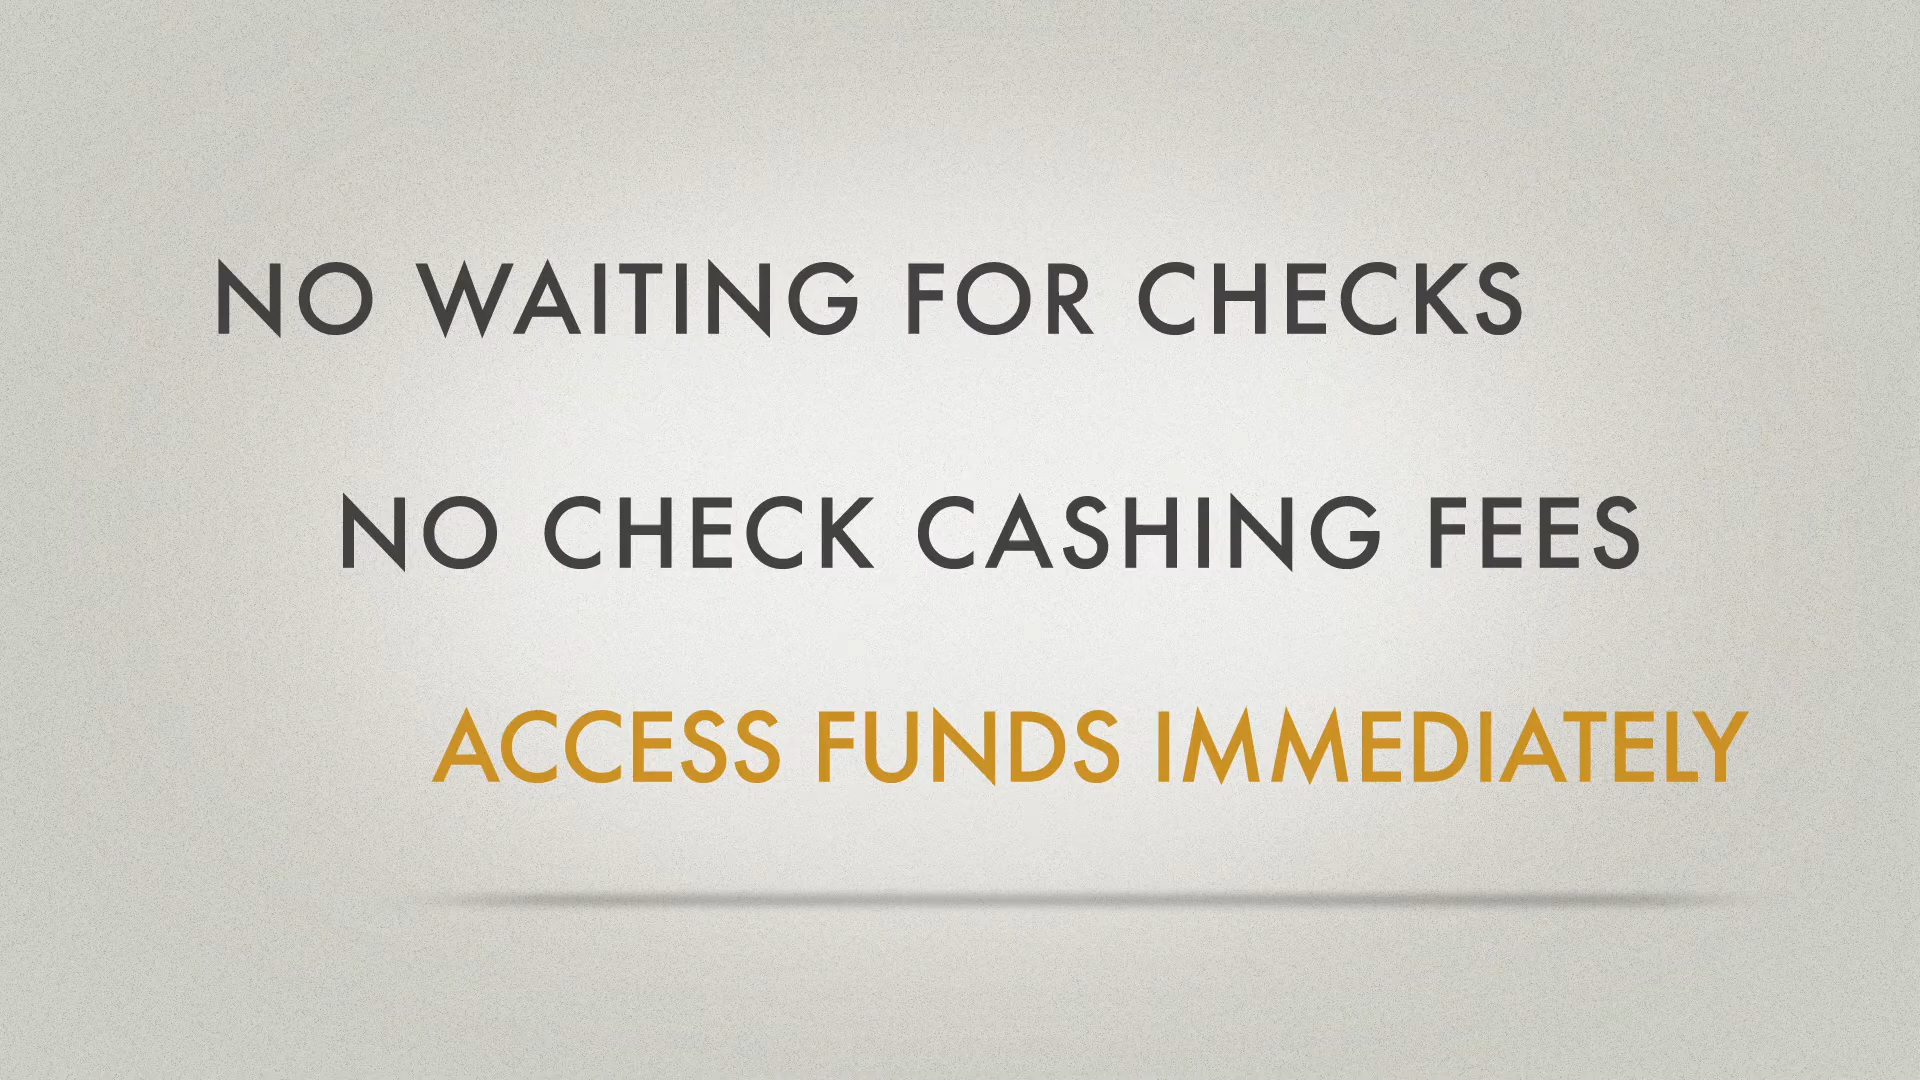 NO WAITING FOR CHECKS
NO CHECK CASHING FEES
ACCESS FUNDS IMMEDIATELY